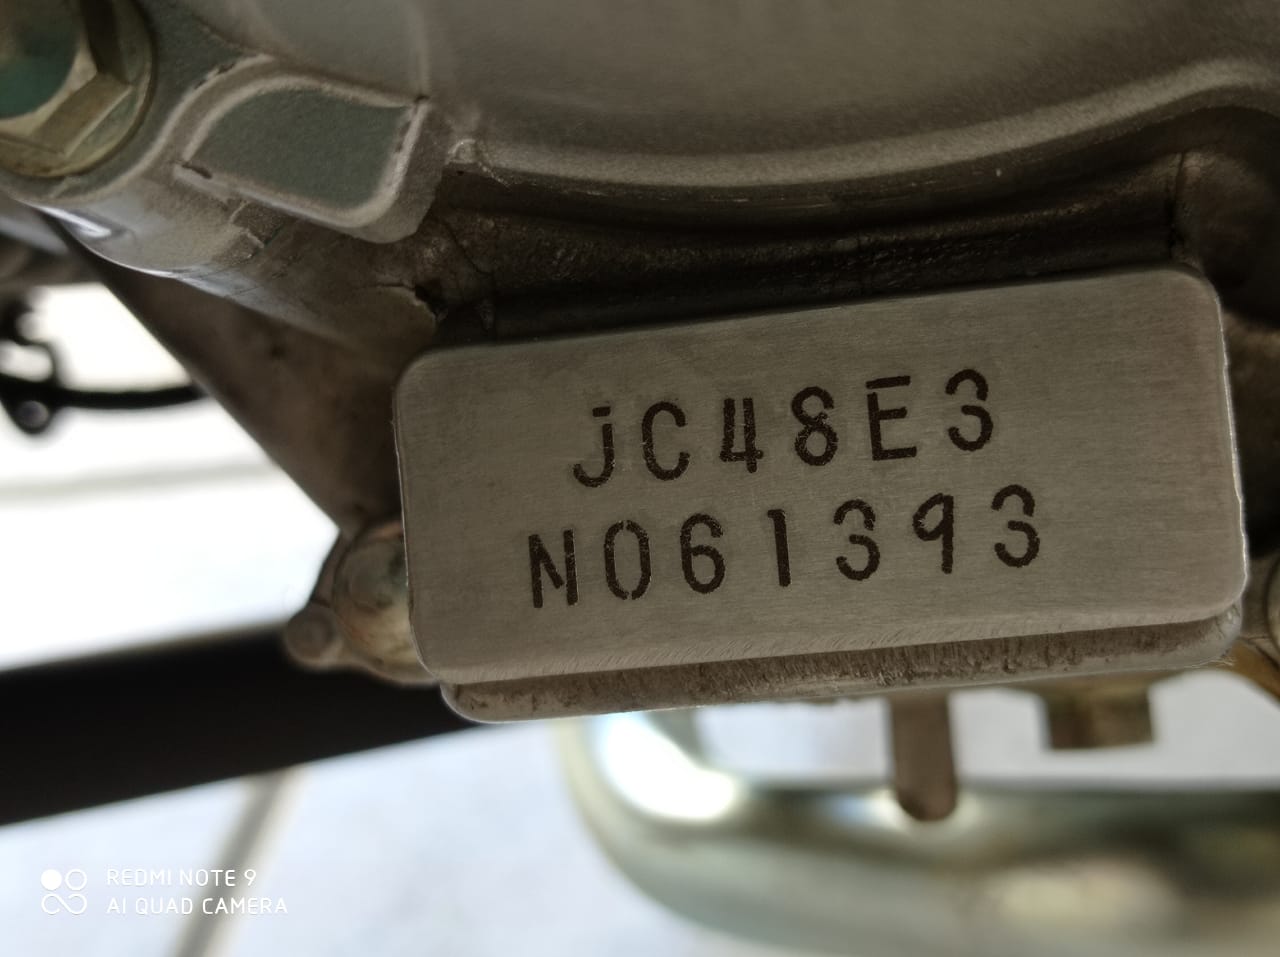 jC48E3
N061393
REDMI NOTE 9
AI QUAD CAMERA